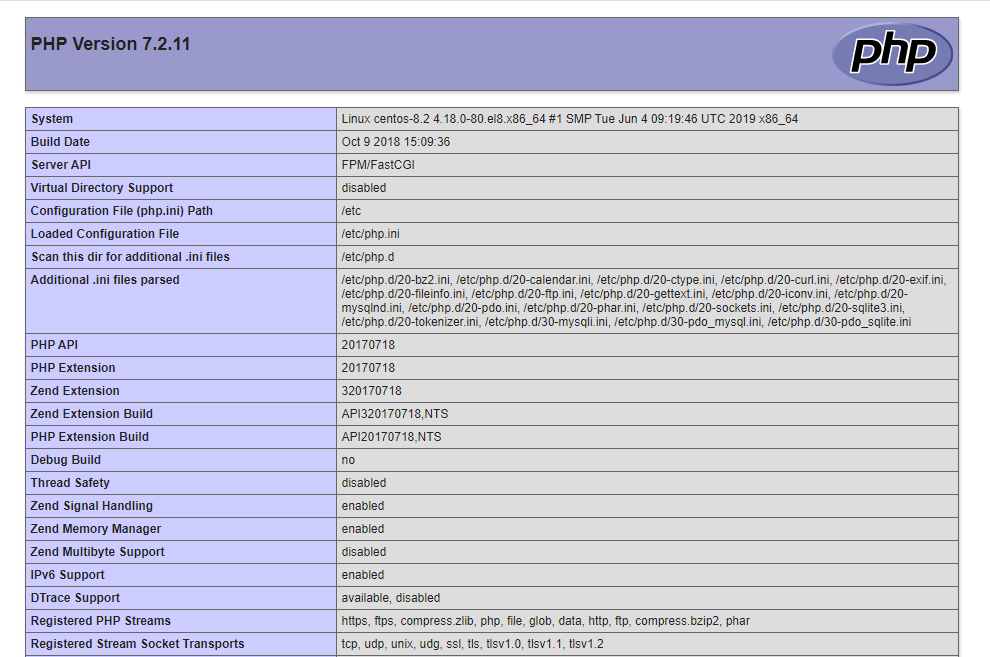 PHP Version 7.2.11
php
System Linux centos-8.2 4.18.0-80.el8.x86_64 #1 SMP Tue Jun 4 09:19:46 UTC 2019 x86_64
Build Date Oct 9 2018 15:09:36
Server API FPM/FastCGI
Virtual Directory Support disabled
Configuration File (php.ini) Path /etc
Loaded Configuration File /etc/php.ini
Scan this dir for additional .ini files /etc/php.d
Additional .ini files parsed /etc/php.d/20-bz2.ini, /etc/php.d/20-calendar.ini, /etc/php.d/20-ctype.ini, /etc/php.d/20-curl.ini, /etc/php.d/20-exif.ini,
/etc/php.d/20-fileinfo.ini, /etc/php.d/20-ftp.ini, /etc/php.d/20-gettext.ini, /etc/php.d/20-iconv.ini, /etc/php.d/20-
mysqlnd.ini, /etc/php.d/20-pdo.ini, /etc/php.d/20-phar.ini, /etc/php.d/20-sockets.ini, /etc/php.d/20-sqlite3.ini,
/etc/php.d/20-tokenizer.ini, /etc/php.d/30-mysqli.ini, /etc/php.d/30-pdo_mysql.ini, /etc/php.d/30-pdo_sqlite.ini
PHP API 20170718
PHP Extension 20170718
Zend Extension 320170718
Zend Extension Build API320170718,NTS
PHP Extension Build API20170718,NTS
Debug Build no
Thread Safety disabled
Zend Signal Handling enabled
Zend Memory Manager enabled
Zend Multibyte Support disabled
IPv6 Support enabled
DTrace Support available, disabled
Registered PHP Streams https, ftps, compress.zlib, php, file, glob, data, http, ftp, compress.bzip2, phar
Registered Stream Socket Transports tcp, udp, unix, udg, ssl, tls, tlsv1.0, tlsv1.1, tlsv1.2